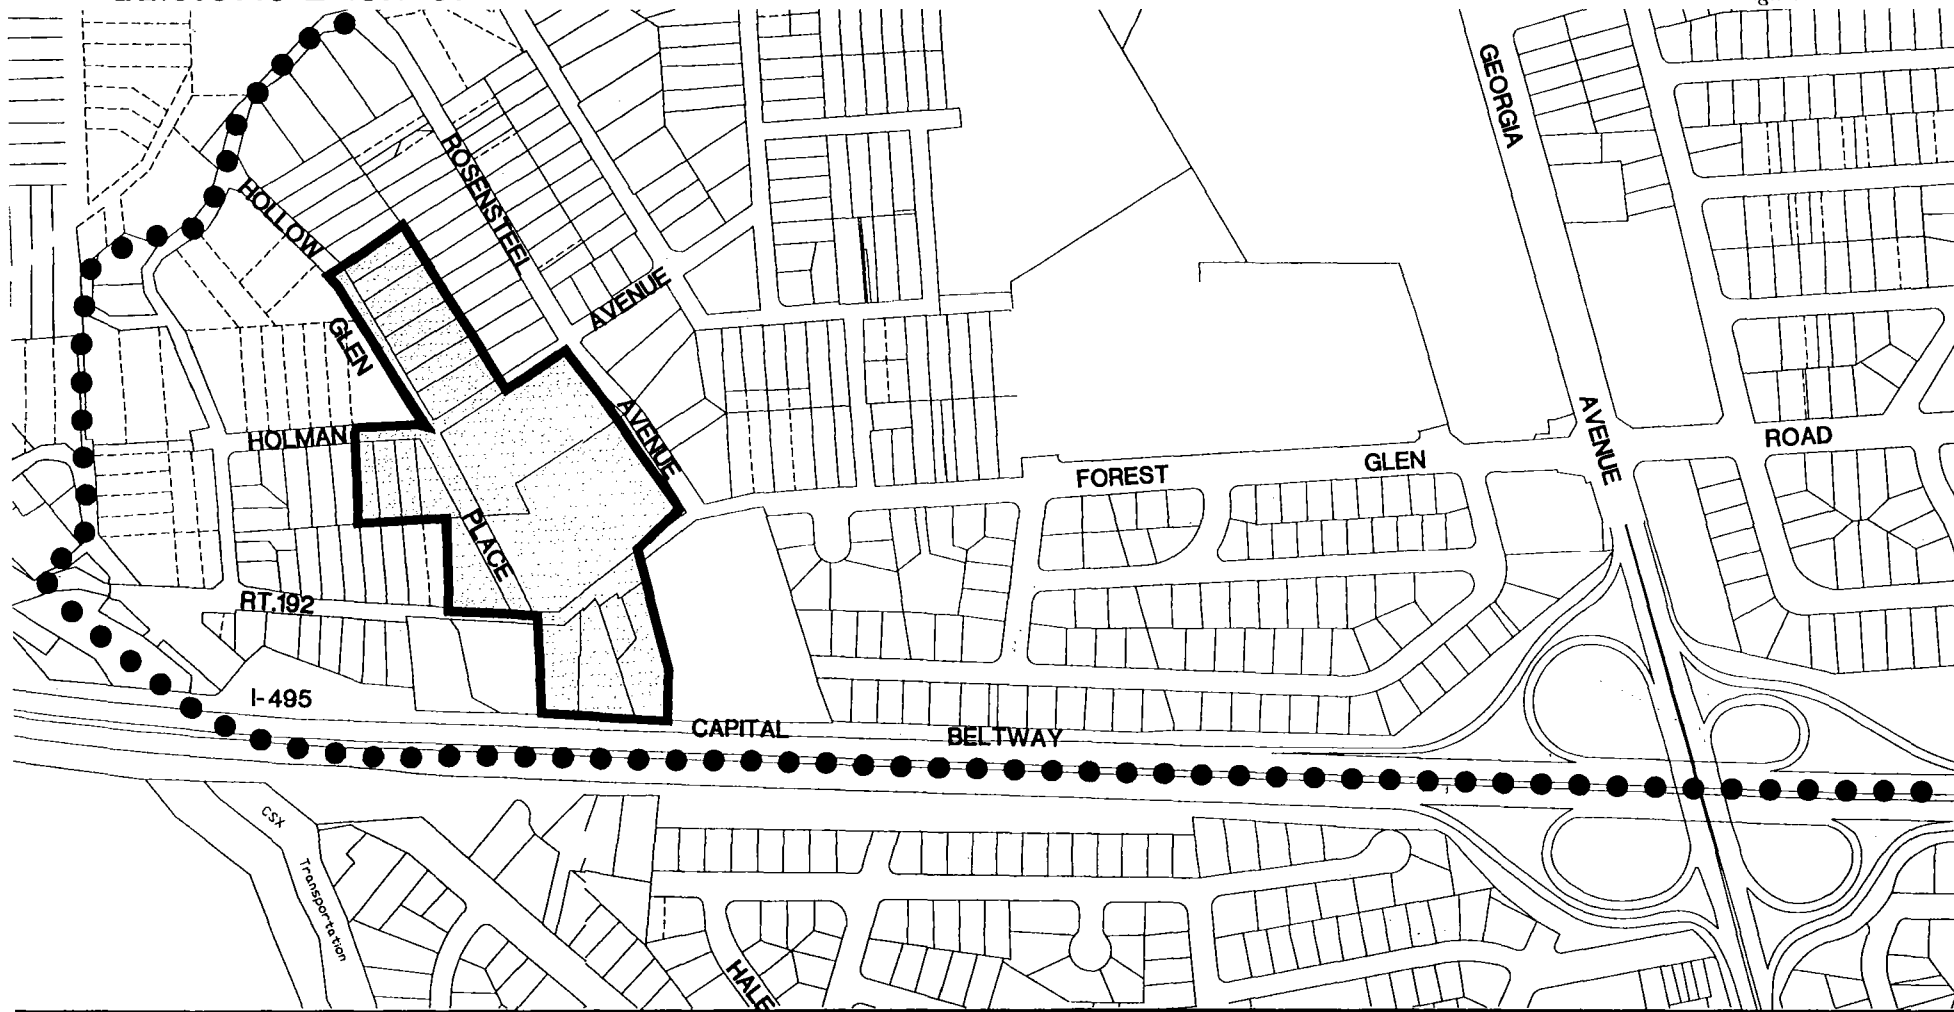 GEORGIA
ROSENSTEEL
HOLLOW
AVENUE
GLEN
AVENUE
AVENUE
HOLMAN
ROAD
GLEN
FOREST
PLACE
RT.192
I-495
CAPITAL
BELTWAY
CSX
Transportation
HALE